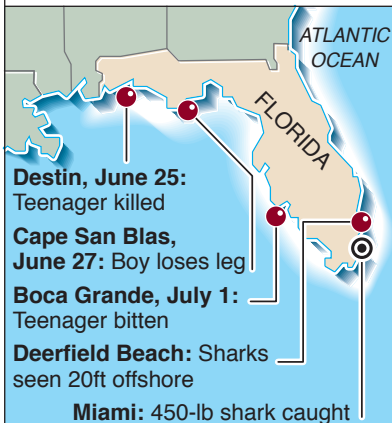 ATLANTIC
OCEAN
FLORIDA
Destin, June 25:
Teenager killed
Cape San Blas,
June 27: Boy loses leg
Boca Grande, July 1:
Teenager bitten
Deerfield Beach: Sharks
seen 20ft offshore
Miami: 450-lb shark caught